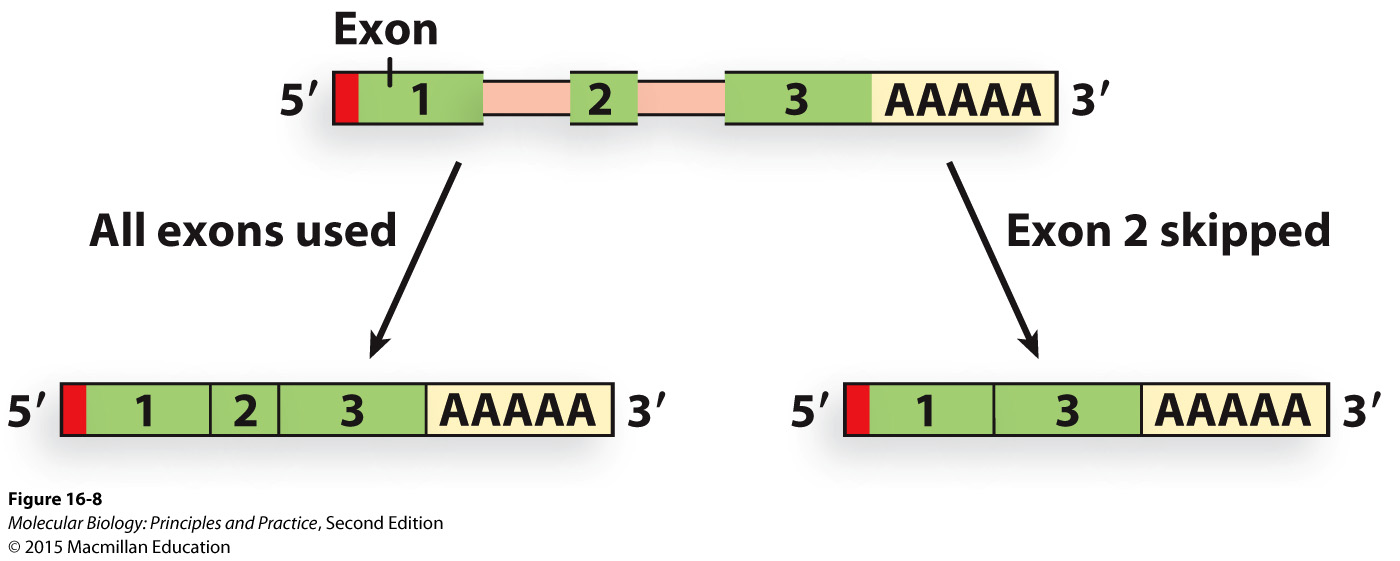 Exon
5′ 1 2 3 AAAAA 3′
All exons used
Exon 2 skipped
5′ 1 2 3 AAAAA 3′
5′ 1 3 AAAAA 3′
Figure 16-8
Molecular Biology: Principles and Practice, Second Edition
© 2015 Macmillan Education